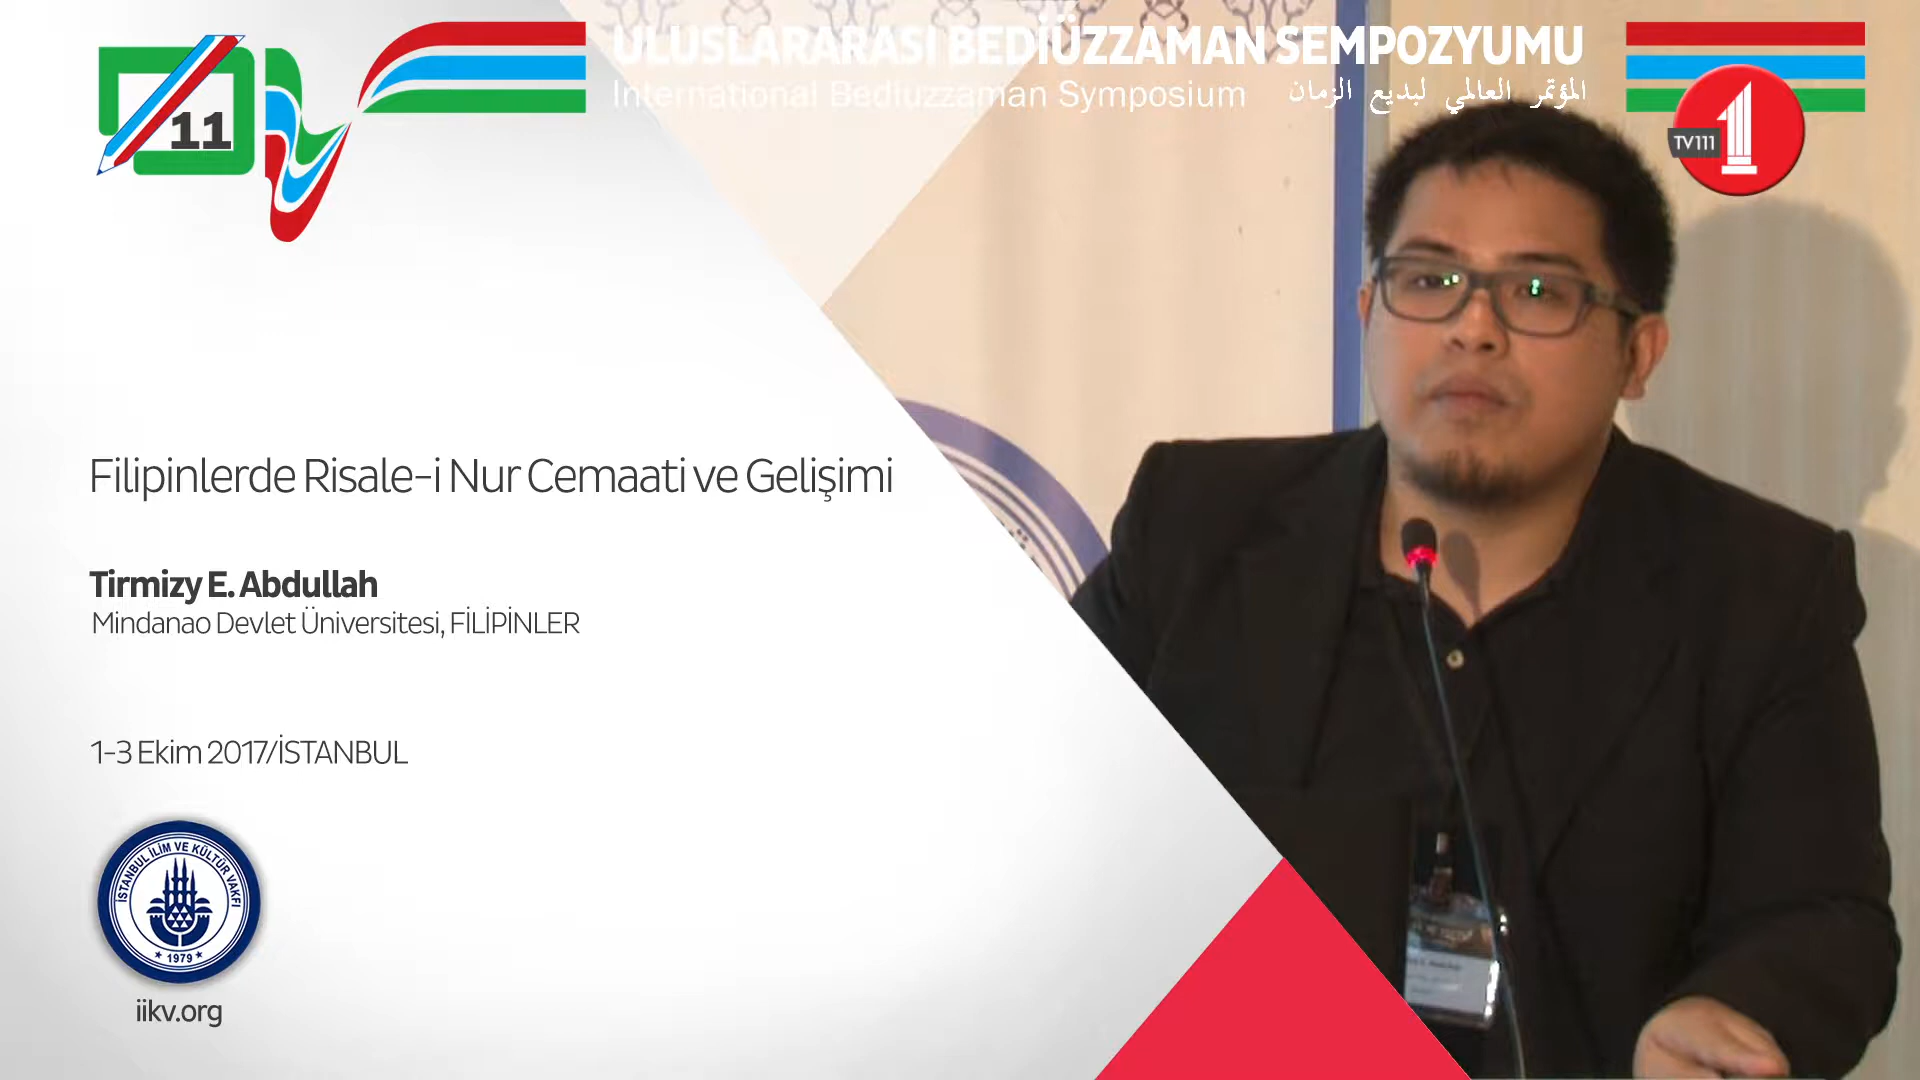 ULUSLARARASI BEDİÜZZAMAN SEMPOZYUMU
International Bediuzzaman Symposium المؤتمر العالمي لبديع الزمان
11
TV111
Filipinlerde Risale-i Nur Cemaati ve Gelişimi
Tirmizy E. Abdullah
Mindanao Devlet Üniversitesi, FİLİPİNLER
1-3 Ekim 2017/İSTANBUL
İSTANBUL İLİM VE KÜLTÜR VAKFI
1979
iikv.org